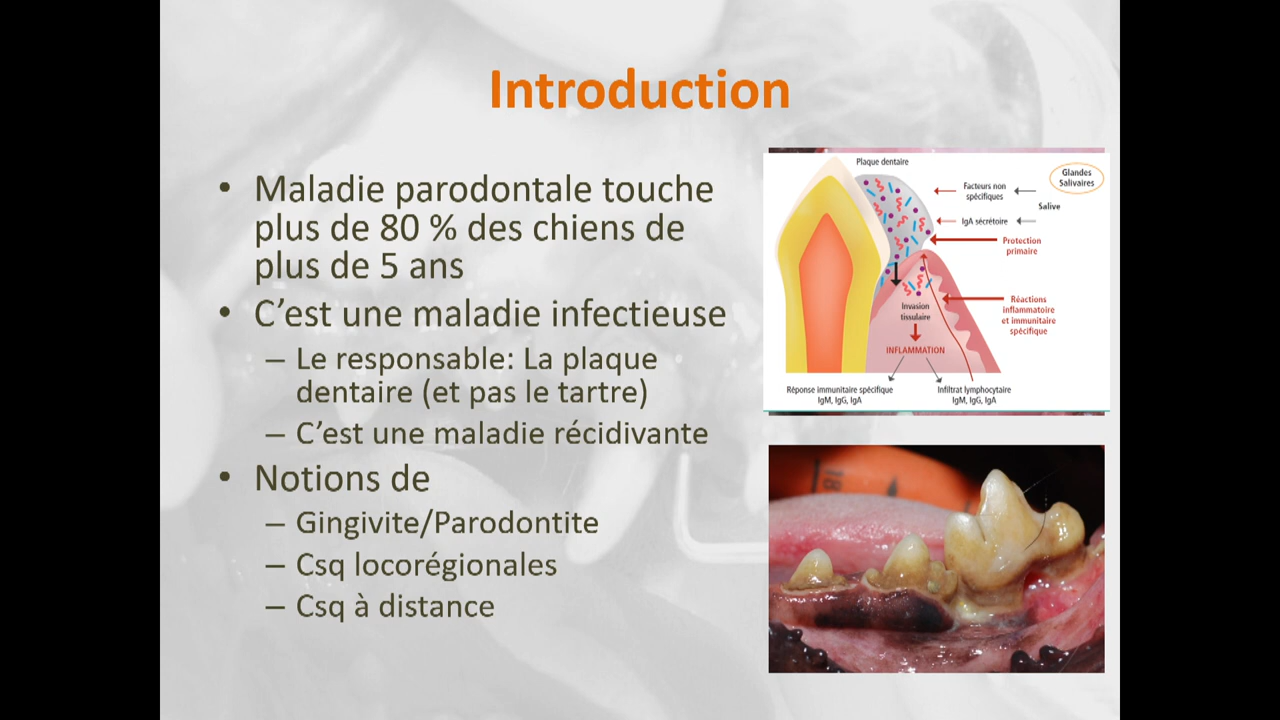 Introduction
• Maladie parodontale touche
plus de 80 % des chiens de
plus de 5 ans
• C’est une maladie infectieuse
– Le responsable: La plaque
dentaire (et pas le tartre)
– C’est une maladie récidivante
• Notions de
– Gingivite/Parodontite
– Csq locorégionales
– Csq à distance
Plaque dentaire
Glandes
Salivaires
Facteurs non
spécifiques
Salive
IgA sécrétoire
Protection
primaire
Réactions
inflammatoire
et immunitaire
spécifique
Invasion
tissulaire
INFLAMMATION
Réponse immunitaire spécifique
IgM, IgG, IgA
Infiltrat lymphocytaire
IgM, IgG, IgA
18